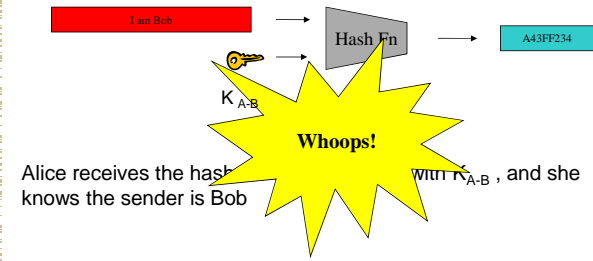 I am Bob
Hash Fn
A43FF234
K A-B
Whoops!
Alice receives the hash with K A-B , and she
knows the sender is Bob